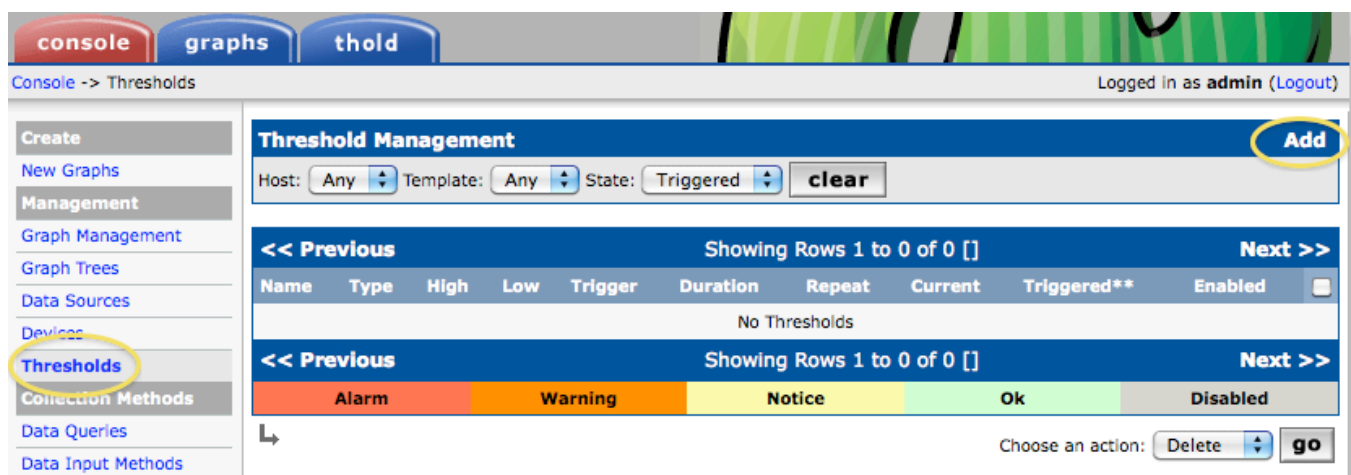 console graphs thold
Console -> Thresholds
Logged in as admin (Logout)
Create
New Graphs
Management
Graph Management
Graph Trees
Data Sources
Devices
Thresholds
Collection Methods
Data Queries
Data Input Methods
Threshold Management Add
Host: Any Template: Any State: Triggered clear
<< Previous Showing Rows 1 to 0 of 0 [] Next >>
Name Type High Low Trigger Duration Repeat Current Triggered** Enabled
No Thresholds
<< Previous Showing Rows 1 to 0 of 0 [] Next >>
Alarm Warning Notice Ok Disabled
Choose an action: Delete go